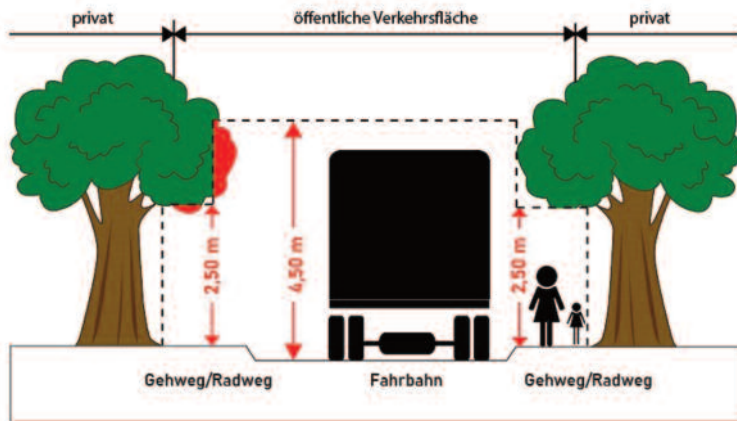 privat
öffentliche Verkehrsfläche
privat
2,50 m
4,50 m
2,50 m
Gehweg/Radweg
Fahrbahn
Gehweg/Radweg